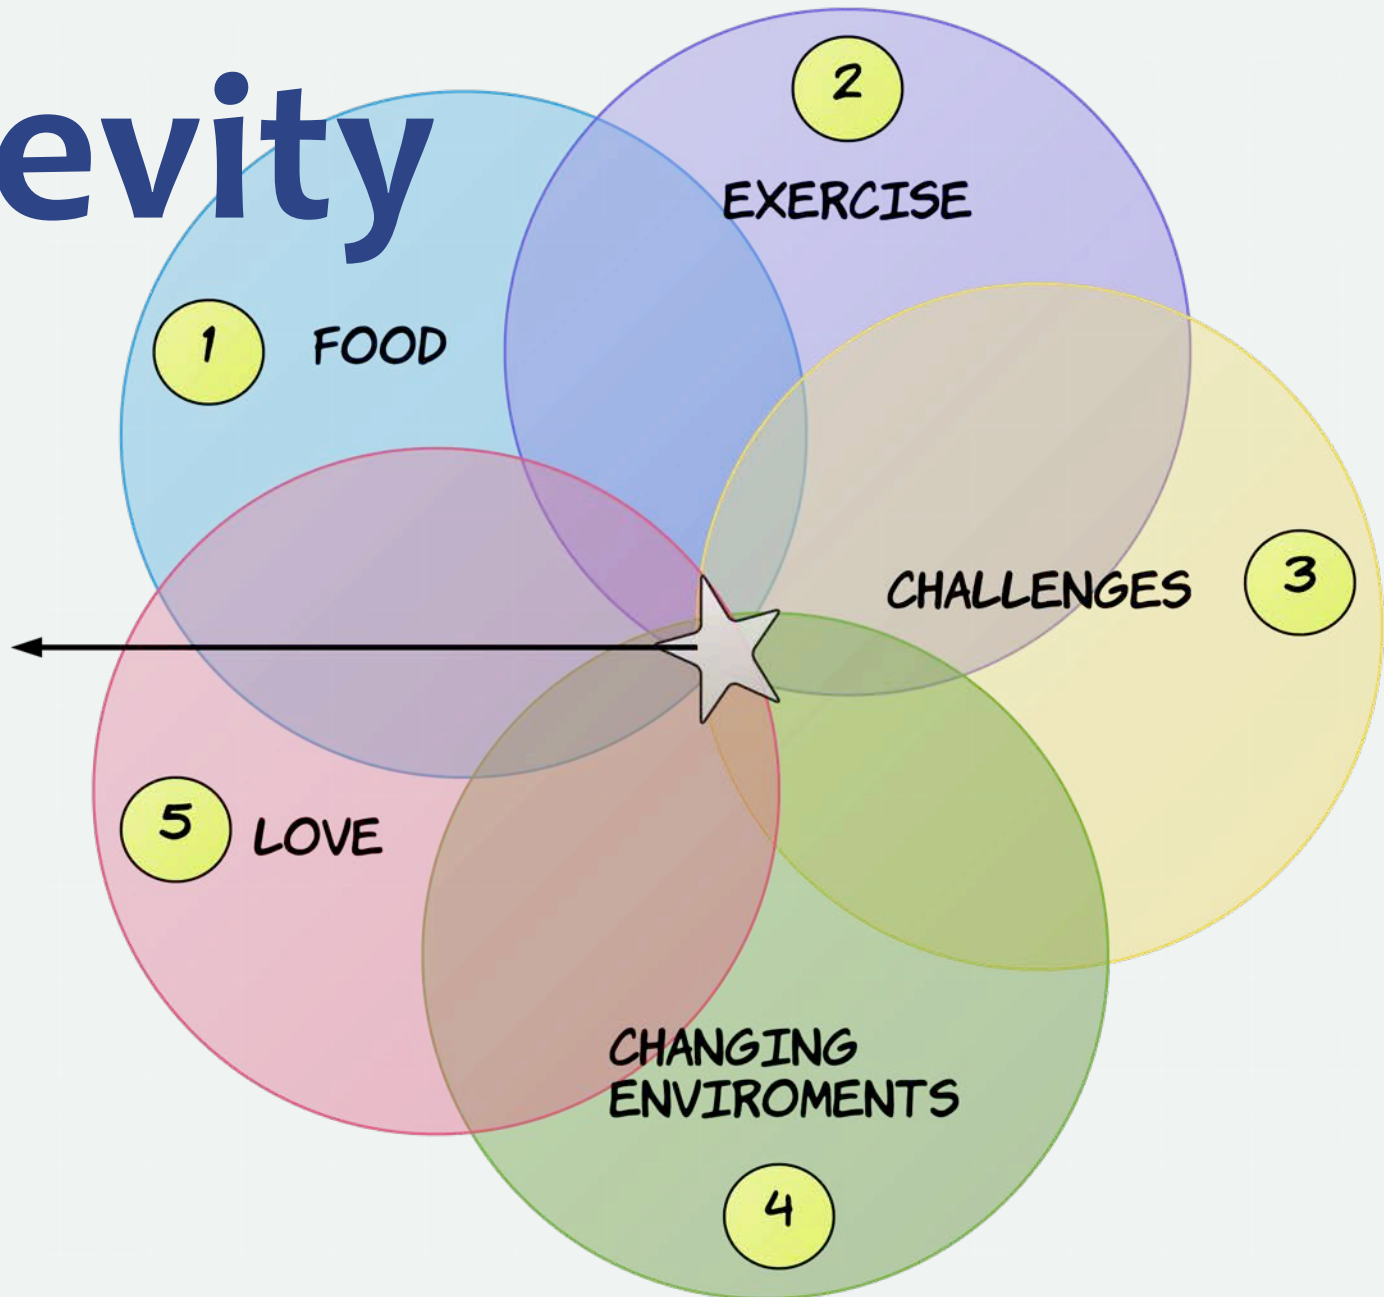 evity
2
EXERCISE
1
FOOD
CHALLENGES
3
5
LOVE
CHANGING
ENVIROMENTS
4